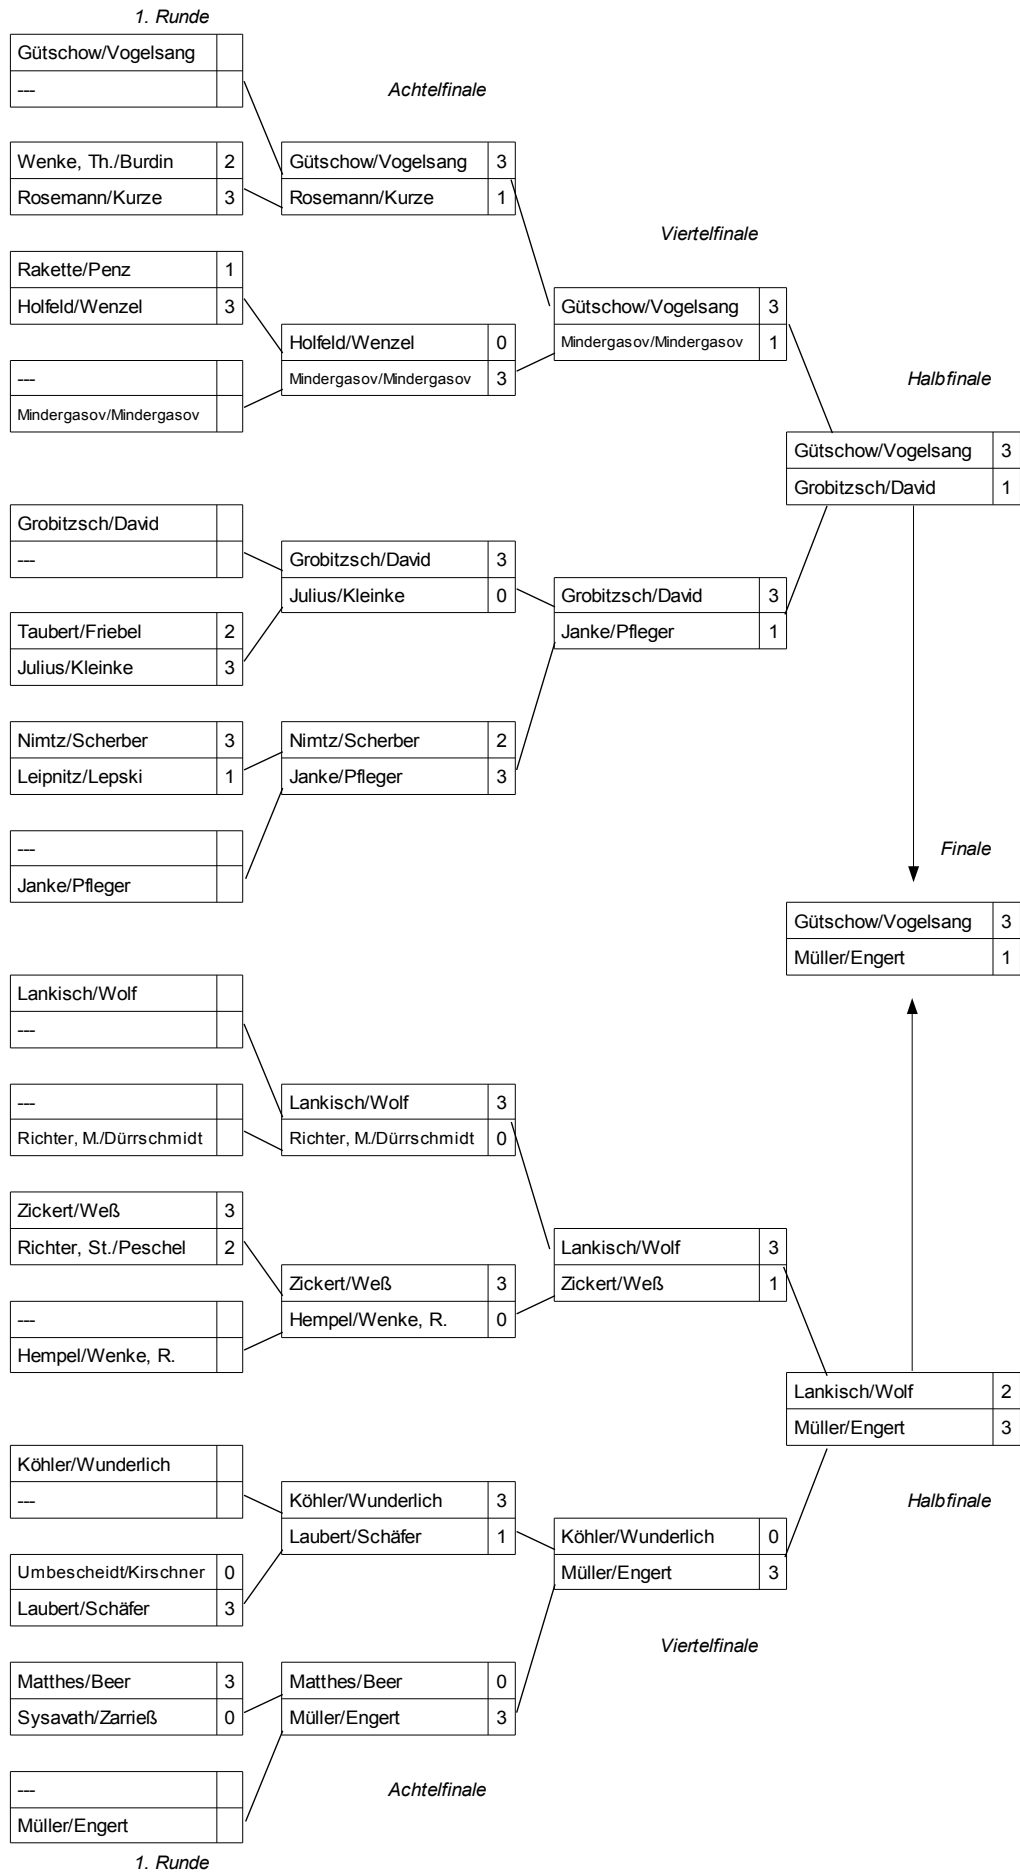 1. Runde
Gütschow/Vogelsang
---
Achtelfinale
Wenke, Th./Burdin 2
Rosemann/Kurze 3
Gütschow/Vogelsang 3
Rosemann/Kurze 1
Viertelfinale
Rakette/Penz 1
Holfeld/Wenzel 3
Gütschow/Vogelsang 3
Mindergasov/Mindergasov 1
Holfeld/Wenzel 0
Mindergasov/Mindergasov 3
---
Mindergasov/Mindergasov
Halbfinale
Gütschow/Vogelsang 3
Grobitzsch/David 1
Grobitzsch/David
---
Grobitzsch/David 3
Julius/Kleinke 0
Grobitzsch/David 3
Janke/Pfleger 1
Taubert/Friebel 2
Julius/Kleinke 3
Nimtz/Scherber 3
Leipnitz/Lepski 1
Nimtz/Scherber 2
Janke/Pfleger 3
---
Janke/Pfleger
Finale
Gütschow/Vogelsang 3
Müller/Engert 1
Lankisch/Wolf
---
---
Richter, M./Dürrschmidt
Lankisch/Wolf 3
Richter, M./Dürrschmidt 0
Zickert/Weß 3
Richter, St./Peschel 2
Lankisch/Wolf 3
Zickert/Weß 1
Zickert/Weß 3
Hempel/Wenke, R. 0
---
Hempel/Wenke, R.
Lankisch/Wolf 2
Müller/Engert 3
Köhler/Wunderlich
---
Köhler/Wunderlich 3
Laubert/Schäfer 1
Halbfinale
Köhler/Wunderlich 0
Müller/Engert 3
Umbescheidt/Kirschner 0
Laubert/Schäfer 3
Viertelfinale
Matthes/Beer 3
Sysavath/Zarrieß 0
Matthes/Beer 0
Müller/Engert 3
Achtelfinale
---
Müller/Engert
1. Runde